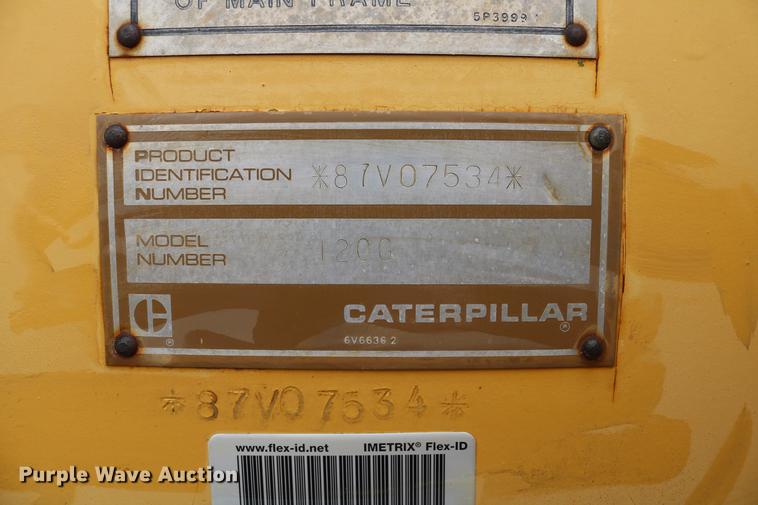 OF MAIN FRAME
5P3999 1
PRODUCT
IDENTIFICATION *87V07534*
NUMBER
MODEL
NUMBER 120G
CATERPILLAR
6V6636 2
*87V07534*
www.flex-id.net IMETRIX® Flex-ID
Purple Wave Auction